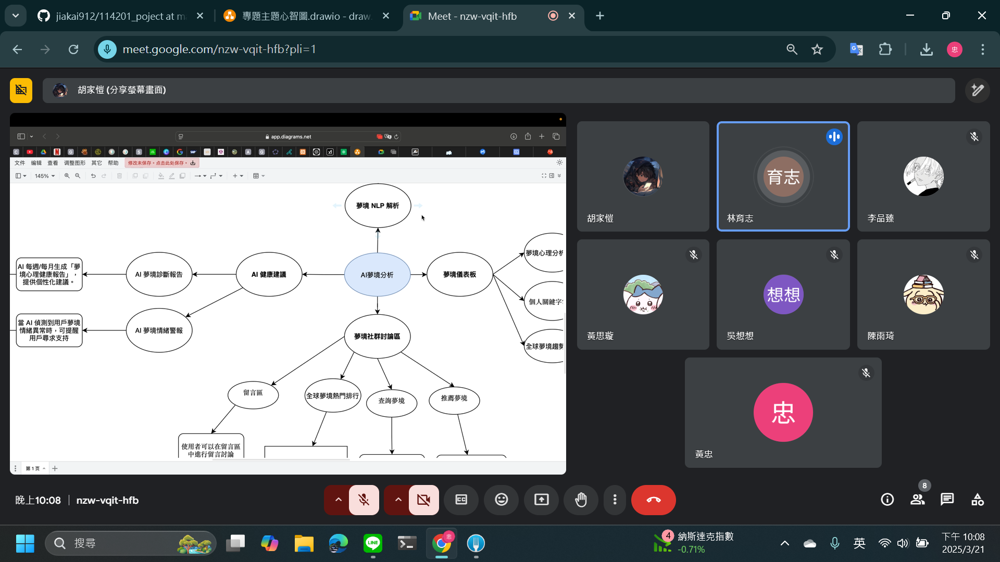 jiakai912/114201_poject at ma
專題主題心智圖.drawio - draw.
Meet - nzw-vqit-hfb
meet.google.com/nzw-vqit-hfb?pli=1
忠
胡家愷 (分享螢幕畫面)
app.diagrams.net
文件 编辑 查看 调整图形 其它 帮助 修改未保存。点击此处保存。
145%
夢境 NLP 解析
AI 每週/每月生成「夢
境心理健康報告」，
提供個性化建議。
AI 夢境診斷報告
AI 健康建議
AI夢境分析
夢境儀表板
夢境心理分析
個人關鍵字
全球夢境趨勢
當 AI 偵測到用戶夢境
情緒異常時，可提醒
用戶尋求支持
AI 夢境情緒警報
夢境社群討論區
留言區
全球夢境熱門排行
查詢夢境
推薦夢境
使用者可以在留言區
中進行留言討論
第 1 页
胡家愷
育志
林育志
李品臻
黃思璇
想想
吳想想
陳雨琦
忠
黃忠
晚上10:08
nzw-vqit-hfb
CC
8
搜尋
LINE
4
納斯達克指數
-0.71%
英
下午 10:08
2025/3/21